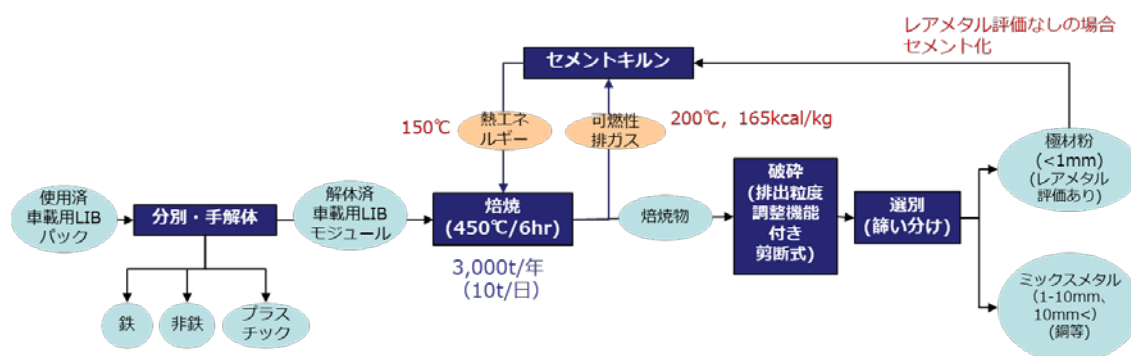 レアメタル評価なしの場合
セメント化
セメントキルン
150℃
熱エネ
ルギー
可燃性
排ガス
200℃，165kcal/kg
使用済
車載用LIB
パック
分別・手解体
解体済
車載用LIB
モジュール
焙焼
(450℃/6hr)
3,000t/年
（10t/日）
焙焼物
破砕
(排出粒度
調整機能
付き
剪断式)
選別
(篩い分け)
極材粉
(<1mm)
(レアメタル
評価あり)
ミックスメタル
（1-10mm、
10mm<）
(銅等)
鉄
非鉄
プラス
チック